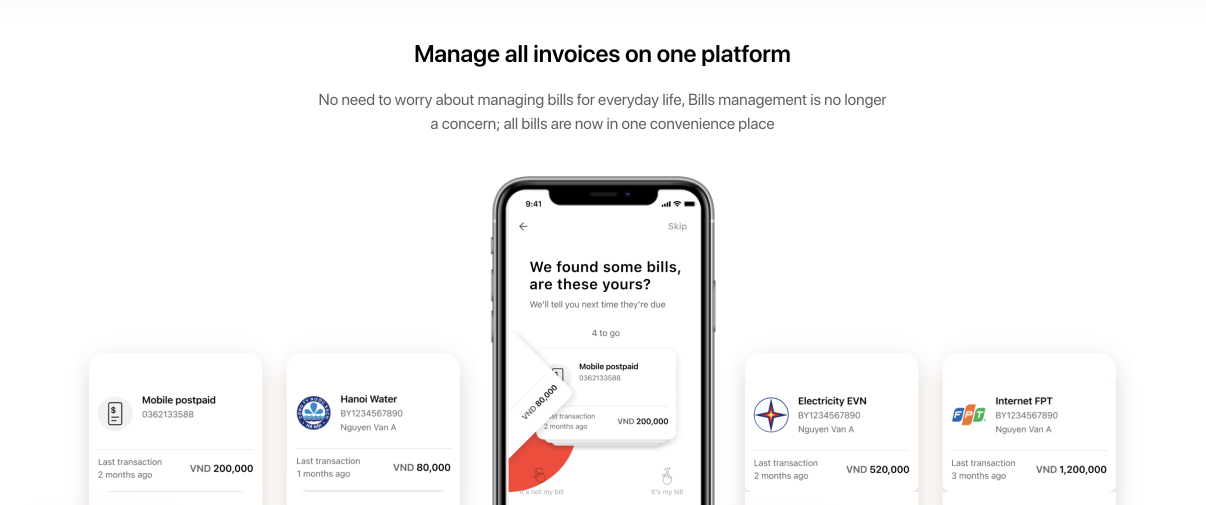 Manage all invoices on one platform
No need to worry about managing bills for everyday life, Bills management is no longer
a concern; all bills are now in one convenience place
9:41
Skip
We found some bills,
are these yours?
We'll tell you next time they're due
4 to go
Mobile postpaid
0362133588
VND 80,000
st transaction
2 months ago
VND 200,000
It's not my bill
It's my bill
Mobile postpaid
0362133588
Last transaction
2 months ago
VND 200,000
Hanoi Water
BY1234567890
Nguyen Van A
Last transaction
1 months ago
VND 80,000
Electricity EVN
BY1234567890
Nguyen Van A
Last transaction
2 months ago
VND 520,000
FPT
Internet FPT
BY1234567890
Nguyen Van A
Last transaction
3 months ago
VND 1,200,000